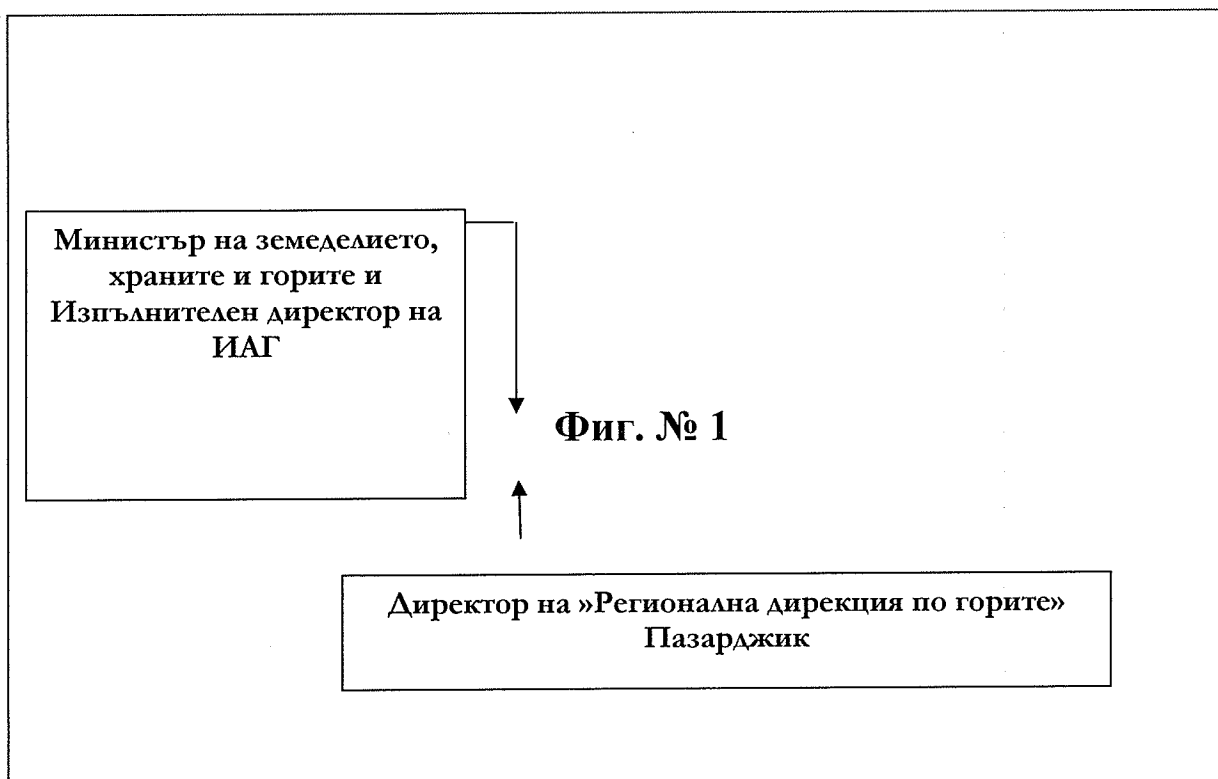 Министър на земеделието,
храните и горите и
Изпълнителен директор на
ИАГ
Фиг. № 1
Директор на »Регионална дирекция по горите»
Пазарджик